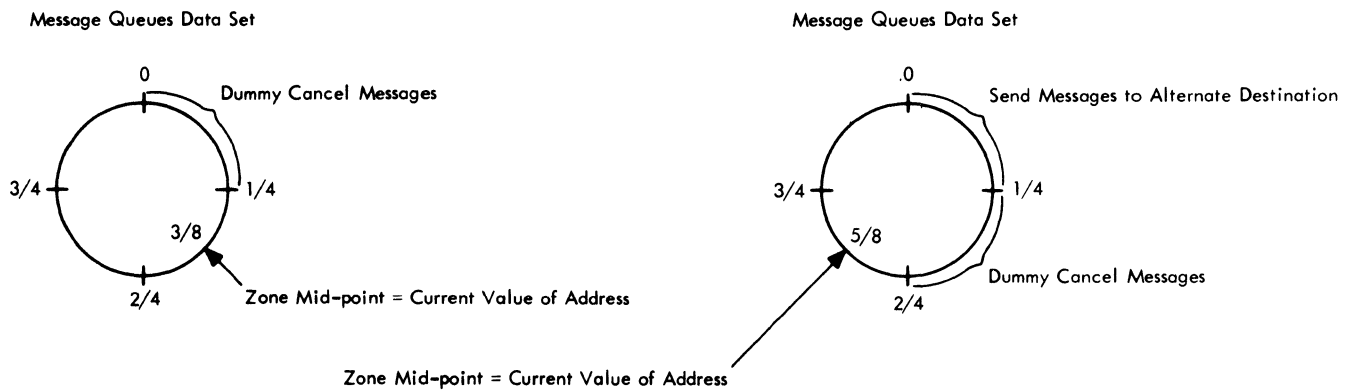 Message Queues Data Set
0
Dummy Cancel Messages
3/4
1/4
3/8
2/4
Zone Mid-point = Current Value of Address
Message Queues Data Set
.0
Send Messages to Alternate Destination
3/4
1/4
5/8
Dummy Cancel Messages
2/4
Zone Mid-point = Current Value of Address